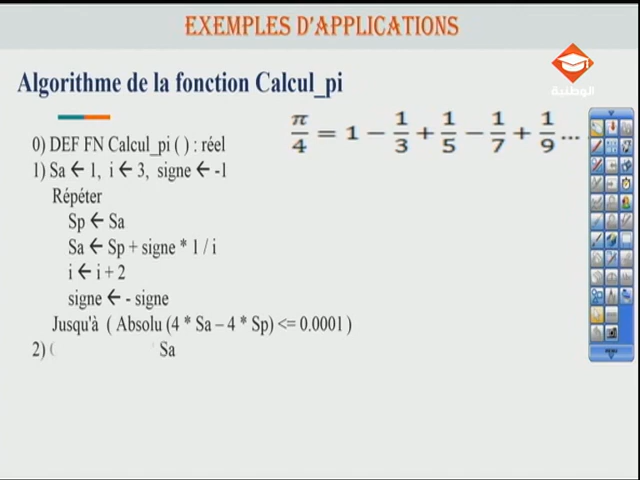 EXEMPLES D'APPLICATIONS
الوطنية
Algorithme de la fonction Calcul_pi
π/4 = 1 − 1/3 + 1/5 − 1/7 + 1/9 ...
0) DEF FN Calcul_pi ( ) : réel
1) Sa ← 1, i ← 3, signe ← -1
Répéter
Sp ← Sa
Sa ← Sp + signe * 1 / i
i ← i + 2
signe ← - signe
Jusqu'à ( Absolu (4 * Sa – 4 * Sp) <= 0.0001 )
2) ( Sa